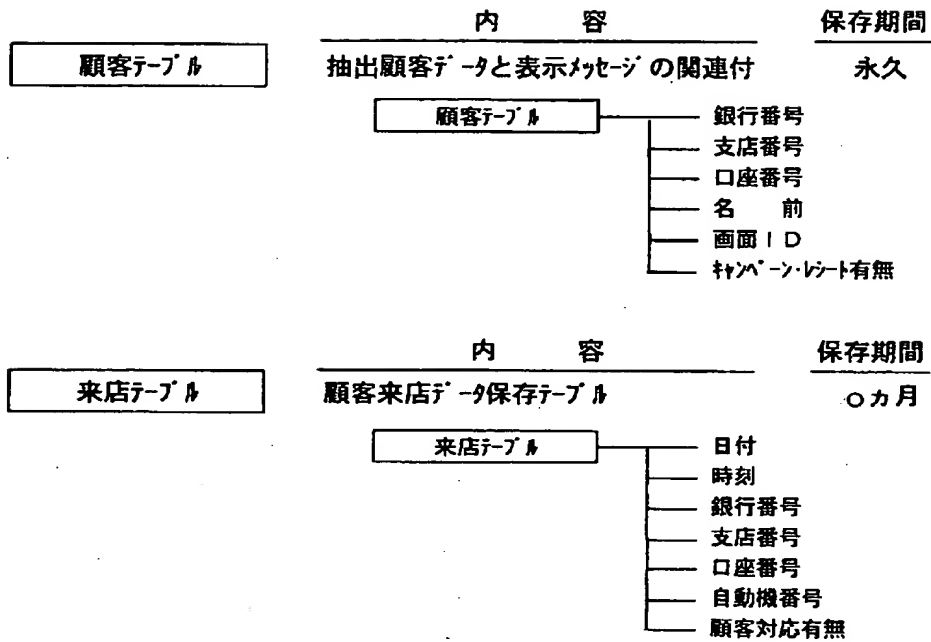 内 容 保存期間
顧客テーブル 抽出顧客データと表示メッセージの関連付 永久
顧客テーブル 銀行番号
支店番号
口座番号
名 前
画面ID
キャンペーン・レシート有無
内 容 保存期間
来店テーブル 顧客来店データ保存テーブル ○ヵ月
来店テーブル 日付
時刻
銀行番号
支店番号
口座番号
自動機番号
顧客対応有無